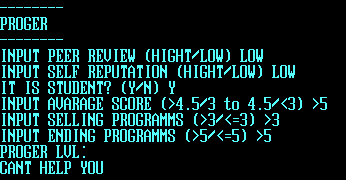 --------
PROGER
--------
INPUT PEER REVIEW (HIGHT/LOW) LOW
INPUT SELF REPUTATION (HIGHT/LOW) LOW
IT IS STUDENT? (Y/N) Y
INPUT AVARAGE SCORE (>4.5/3 to 4.5/<3) >5
INPUT SELLING PROGRAMMS (>3/<=3) >3
INPUT ENDING PROGRAMMS (>5/<=5) >5
PROGER LVL:
CANT HELP YOU